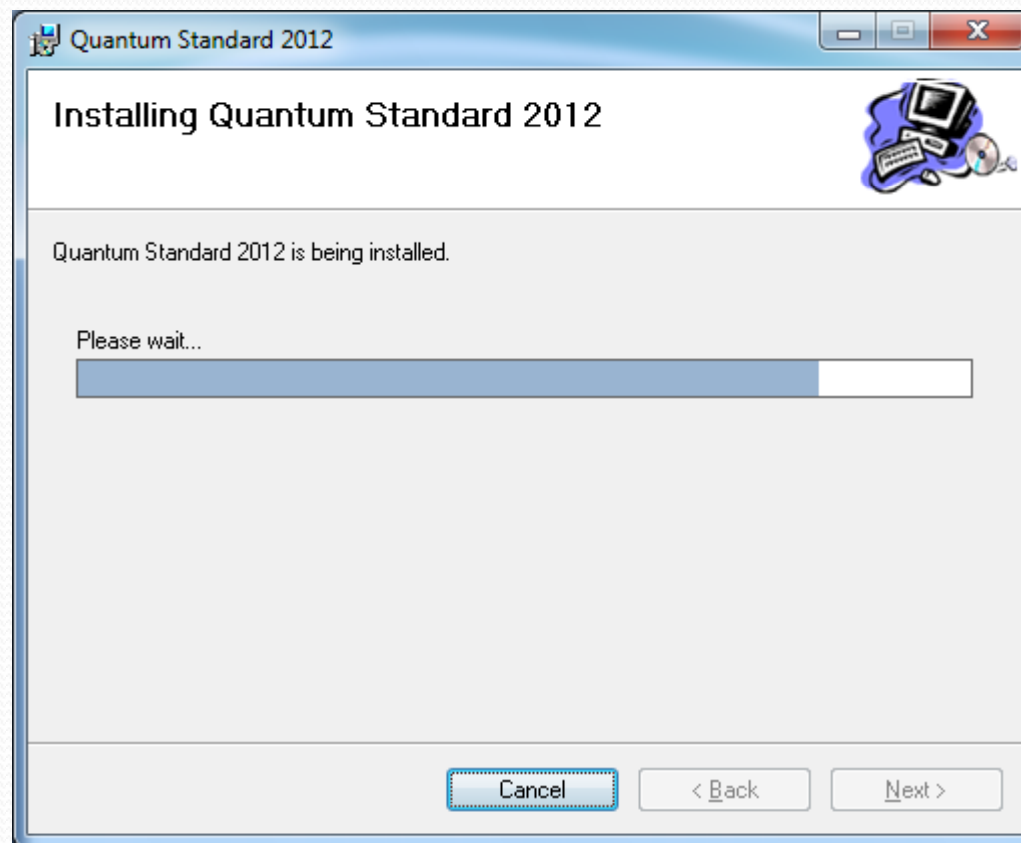 Quantum Standard 2012
Installing Quantum Standard 2012
Quantum Standard 2012 is being installed.
Please wait...
Cancel
< Back
Next >